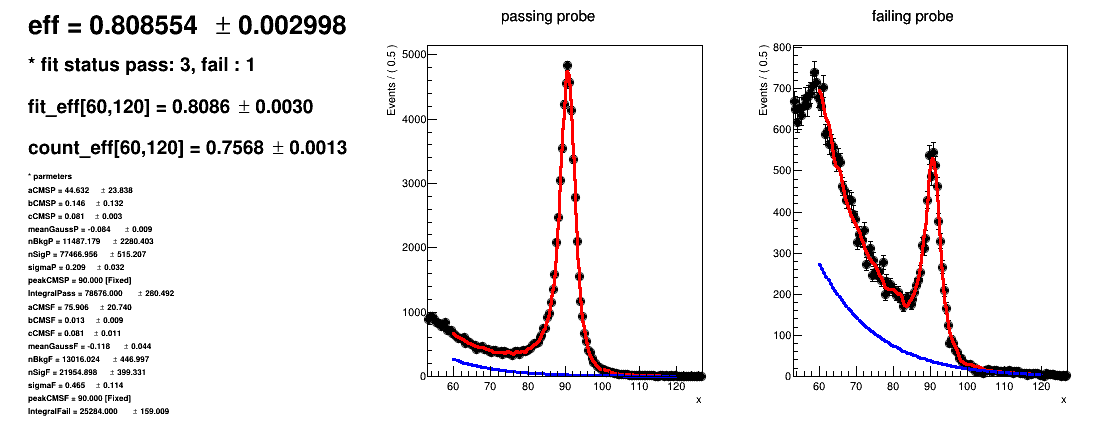 eff = 0.808554 ± 0.002998
* fit status pass: 3, fail : 1
fit_eff[60,120] = 0.8086 ± 0.0030
count_eff[60,120] = 0.7568 ± 0.0013
* parmeters
aCMSP = 44.632 ± 23.838
bCMSP = 0.146 ± 0.132
cCMSP = 0.081 ± 0.003
meanGaussP = -0.084 ± 0.009
nBkgP = 11487.179 ± 2280.403
nSigP = 77466.956 ± 515.207
sigmaP = 0.209 ± 0.032
peakCMSP = 90.000 [Fixed]
IntegralPass = 78676.000 ± 280.492
aCMSF = 75.906 ± 20.740
bCMSF = 0.013 ± 0.009
cCMSF = 0.081 ± 0.011
meanGaussF = -0.118 ± 0.044
nBkgF = 13016.024 ± 446.997
nSigF = 21954.898 ± 399.331
sigmaF = 0.465 ± 0.114
peakCMSF = 90.000 [Fixed]
IntegralFail = 25284.000 ± 159.009
passing probe
Events / ( 0.5 )
5000
4000
3000
2000
1000
0
60 70 80 90 100 110 120
x
failing probe
Events / ( 0.5 )
800
700
600
500
400
300
200
100
0
60 70 80 90 100 110 120
x